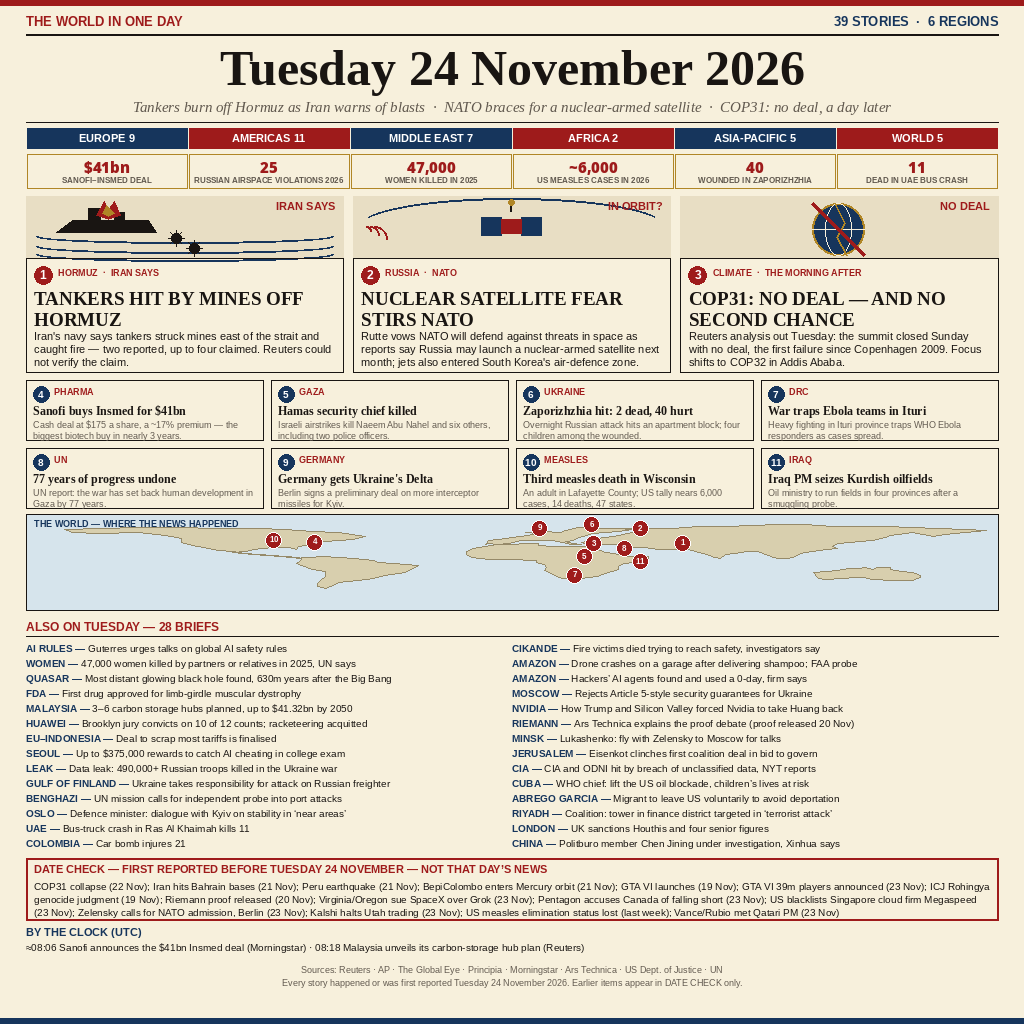 THE WORLD IN ONE DAY
39 STORIES · 6 REGIONS
Tuesday 24 November 2026
Tankers burn off Hormuz as Iran warns of blasts · NATO braces for a nuclear-armed satellite · COP31: no deal, a day later
EUROPE 9
AMERICAS 11
MIDDLE EAST 7
AFRICA 2
ASIA-PACIFIC 5
WORLD 5
$41bn
SANOFI–INSMED DEAL
25
RUSSIAN AIRSPACE VIOLATIONS 2026
47,000
WOMEN KILLED IN 2025
~6,000
US MEASLES CASES IN 2026
40
WOUNDED IN ZAPORIZHZHIA
11
DEAD IN UAE BUS CRASH
IRAN SAYS
IN ORBIT?
NO DEAL
1 HORMUZ · IRAN SAYS
TANKERS HIT BY MINES OFF
HORMUZ
Iran's navy says tankers struck mines east of the strait and
caught fire — two reported, up to four claimed. Reuters could
not verify the claim.
2 RUSSIA · NATO
NUCLEAR SATELLITE FEAR
STIRS NATO
Rutte vows NATO will defend against threats in space as
reports say Russia may launch a nuclear-armed satellite next
month; jets also entered South Korea's air-defence zone.
3 CLIMATE · THE MORNING AFTER
COP31: NO DEAL — AND NO
SECOND CHANCE
Reuters analysis out Tuesday: the summit closed Sunday
with no deal, the first failure since Copenhagen 2009. Focus
shifts to COP32 in Addis Ababa.
4 PHARMA
Sanofi buys Insmed for $41bn
Cash deal at $175 a share, a ~17% premium — the
biggest biotech buy in nearly 3 years.
5 GAZA
Hamas security chief killed
Israeli airstrikes kill Naeem Abu Nahel and six others,
including two police officers.
6 UKRAINE
Zaporizhzhia hit: 2 dead, 40 hurt
Overnight Russian attack hits an apartment block; four
children among the wounded.
7 DRC
War traps Ebola teams in Ituri
Heavy fighting in Ituri province traps WHO Ebola
responders as cases spread.
8 UN
77 years of progress undone
UN report: the war has set back human development in
Gaza by 77 years.
9 GERMANY
Germany gets Ukraine's Delta
Berlin signs a preliminary deal on more interceptor
missiles for Kyiv.
10 MEASLES
Third measles death in Wisconsin
An adult in Lafayette County; US tally nears 6,000
cases, 14 deaths, 47 states.
11 IRAQ
Iraq PM seizes Kurdish oilfields
Oil ministry to run fields in four provinces after a
smuggling probe.
THE WORLD — WHERE THE NEWS HAPPENED
9
6
2
10
4
3
8
1
5
11
7
ALSO ON TUESDAY — 28 BRIEFS
AI RULES — Guterres urges talks on global AI safety rules
WOMEN — 47,000 women killed by partners or relatives in 2025, UN says
QUASAR — Most distant glowing black hole found, 630m years after the Big Bang
FDA — First drug approved for limb-girdle muscular dystrophy
MALAYSIA — 3–6 carbon storage hubs planned, up to $41.32bn by 2050
HUAWEI — Brooklyn jury convicts on 10 of 12 counts; racketeering acquitted
EU–INDONESIA — Deal to scrap most tariffs is finalised
SEOUL — Up to $375,000 rewards to catch AI cheating in college exam
LEAK — Data leak: 490,000+ Russian troops killed in the Ukraine war
GULF OF FINLAND — Ukraine takes responsibility for attack on Russian freighter
BENGHAZI — UN mission calls for independent probe into port attacks
OSLO — Defence minister: dialogue with Kyiv on stability in ‘near areas’
UAE — Bus-truck crash in Ras Al Khaimah kills 11
COLOMBIA — Car bomb injures 21
CIKANDE — Fire victims died trying to reach safety, investigators say
AMAZON — Drone crashes on a garage after delivering shampoo; FAA probe
AMAZON — Hackers’ AI agents found and used a 0-day, firm says
MOSCOW — Rejects Article 5-style security guarantees for Ukraine
NVIDIA — How Trump and Silicon Valley forced Nvidia to take Huang back
RIEMANN — Ars Technica explains the proof debate (proof released 20 Nov)
MINSK — Lukashenko: fly with Zelensky to Moscow for talks
JERUSALEM — Eisenkot clinches first coalition deal in bid to govern
CIA — CIA and ODNI hit by breach of unclassified data, NYT reports
CUBA — WHO chief: lift the US oil blockade, children’s lives at risk
ABREGO GARCIA — Migrant to leave US voluntarily to avoid deportation
RIYADH — Coalition: tower in finance district targeted in ‘terrorist attack’
LONDON — UK sanctions Houthis and four senior figures
CHINA — Politburo member Chen Jining under investigation, Xinhua says
DATE CHECK — FIRST REPORTED BEFORE TUESDAY 24 NOVEMBER — NOT THAT DAY’S NEWS
COP31 collapse (22 Nov); Iran hits Bahrain bases (21 Nov); Peru earthquake (21 Nov); BepiColombo enters Mercury orbit (21 Nov); GTA VI launches (19 Nov); GTA VI 39m players announced (23 Nov); ICJ Rohingya
genocide judgment (19 Nov); Riemann proof released (20 Nov); Virginia/Oregon sue SpaceX over Grok (23 Nov); Pentagon accuses Canada of falling short (23 Nov); US blacklists Singapore cloud firm Megaspeed
(23 Nov); Zelensky calls for NATO admission, Berlin (23 Nov); Kalshi halts Utah trading (23 Nov); US measles elimination status lost (last week); Vance/Rubio met Qatari PM (23 Nov)
BY THE CLOCK (UTC)
≈08:06 Sanofi announces the $41bn Insmed deal (Morningstar) · 08:18 Malaysia unveils its carbon-storage hub plan (Reuters)
Sources: Reuters · AP · The Global Eye · Principia · Morningstar · Ars Technica · US Dept. of Justice · UN
Every story happened or was first reported Tuesday 24 November 2026. Earlier items appear in DATE CHECK only.